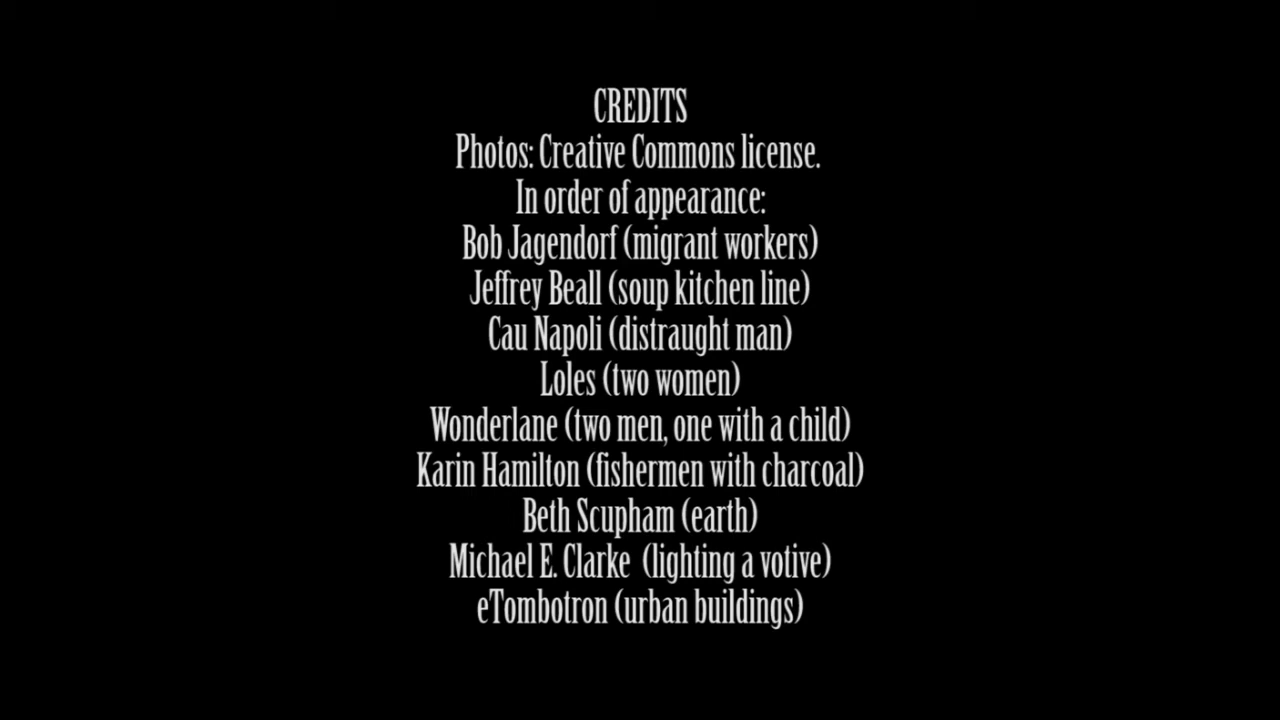 CREDITS
Photos: Creative Commons license.
In order of appearance:
Bob Jagendorf (migrant workers)
Jeffrey Beall (soup kitchen line)
Cau Napoli (distraught man)
Loles (two women)
Wonderlane (two men, one with a child)
Karin Hamilton (fishermen with charcoal)
Beth Scupham (earth)
Michael E. Clarke  (lighting a votive)
eTombotron (urban buildings)